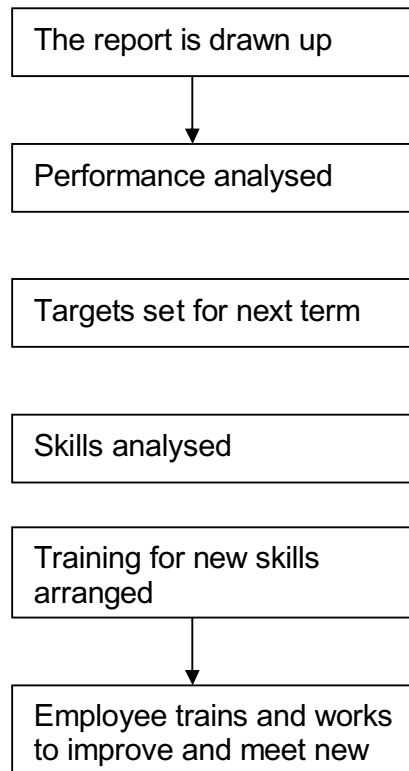 The report is drawn up
Performance analysed
Targets set for next term
Skills analysed
Training for new skills
arranged
Employee trains and works
to improve and meet new